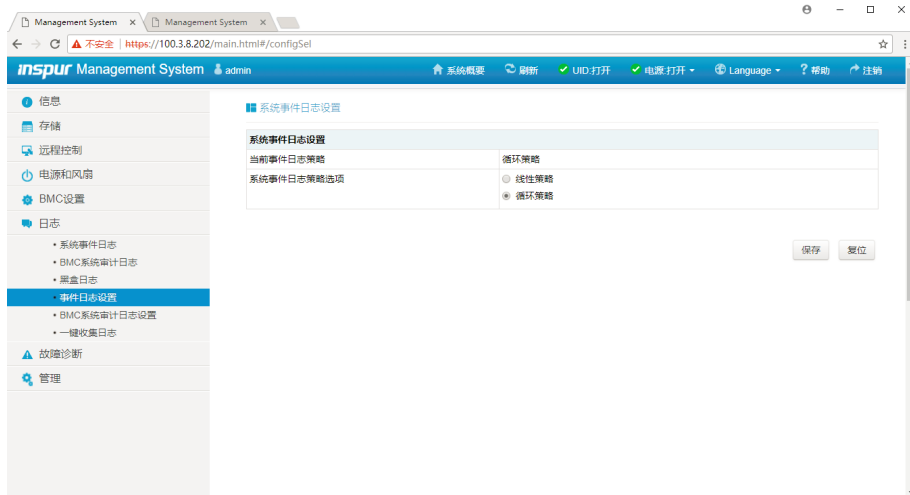 Management System
Management System
不安全 | https://100.3.8.202/main.html#/configSel
inspur Management System admin 系统概要 刷新 UID:打开 电源:打开 Language ? 帮助 注销
信息
存储
远程控制
电源和风扇
BMC设置
日志
• 系统事件日志
• BMC系统审计日志
• 黑盒日志
• 事件日志设置
• BMC系统审计日志设置
• 一键收集日志
故障诊断
管理
系统事件日志设置
系统事件日志设置
当前事件日志策略 循环策略
系统事件日志策略选项 线性策略
循环策略
保存 复位